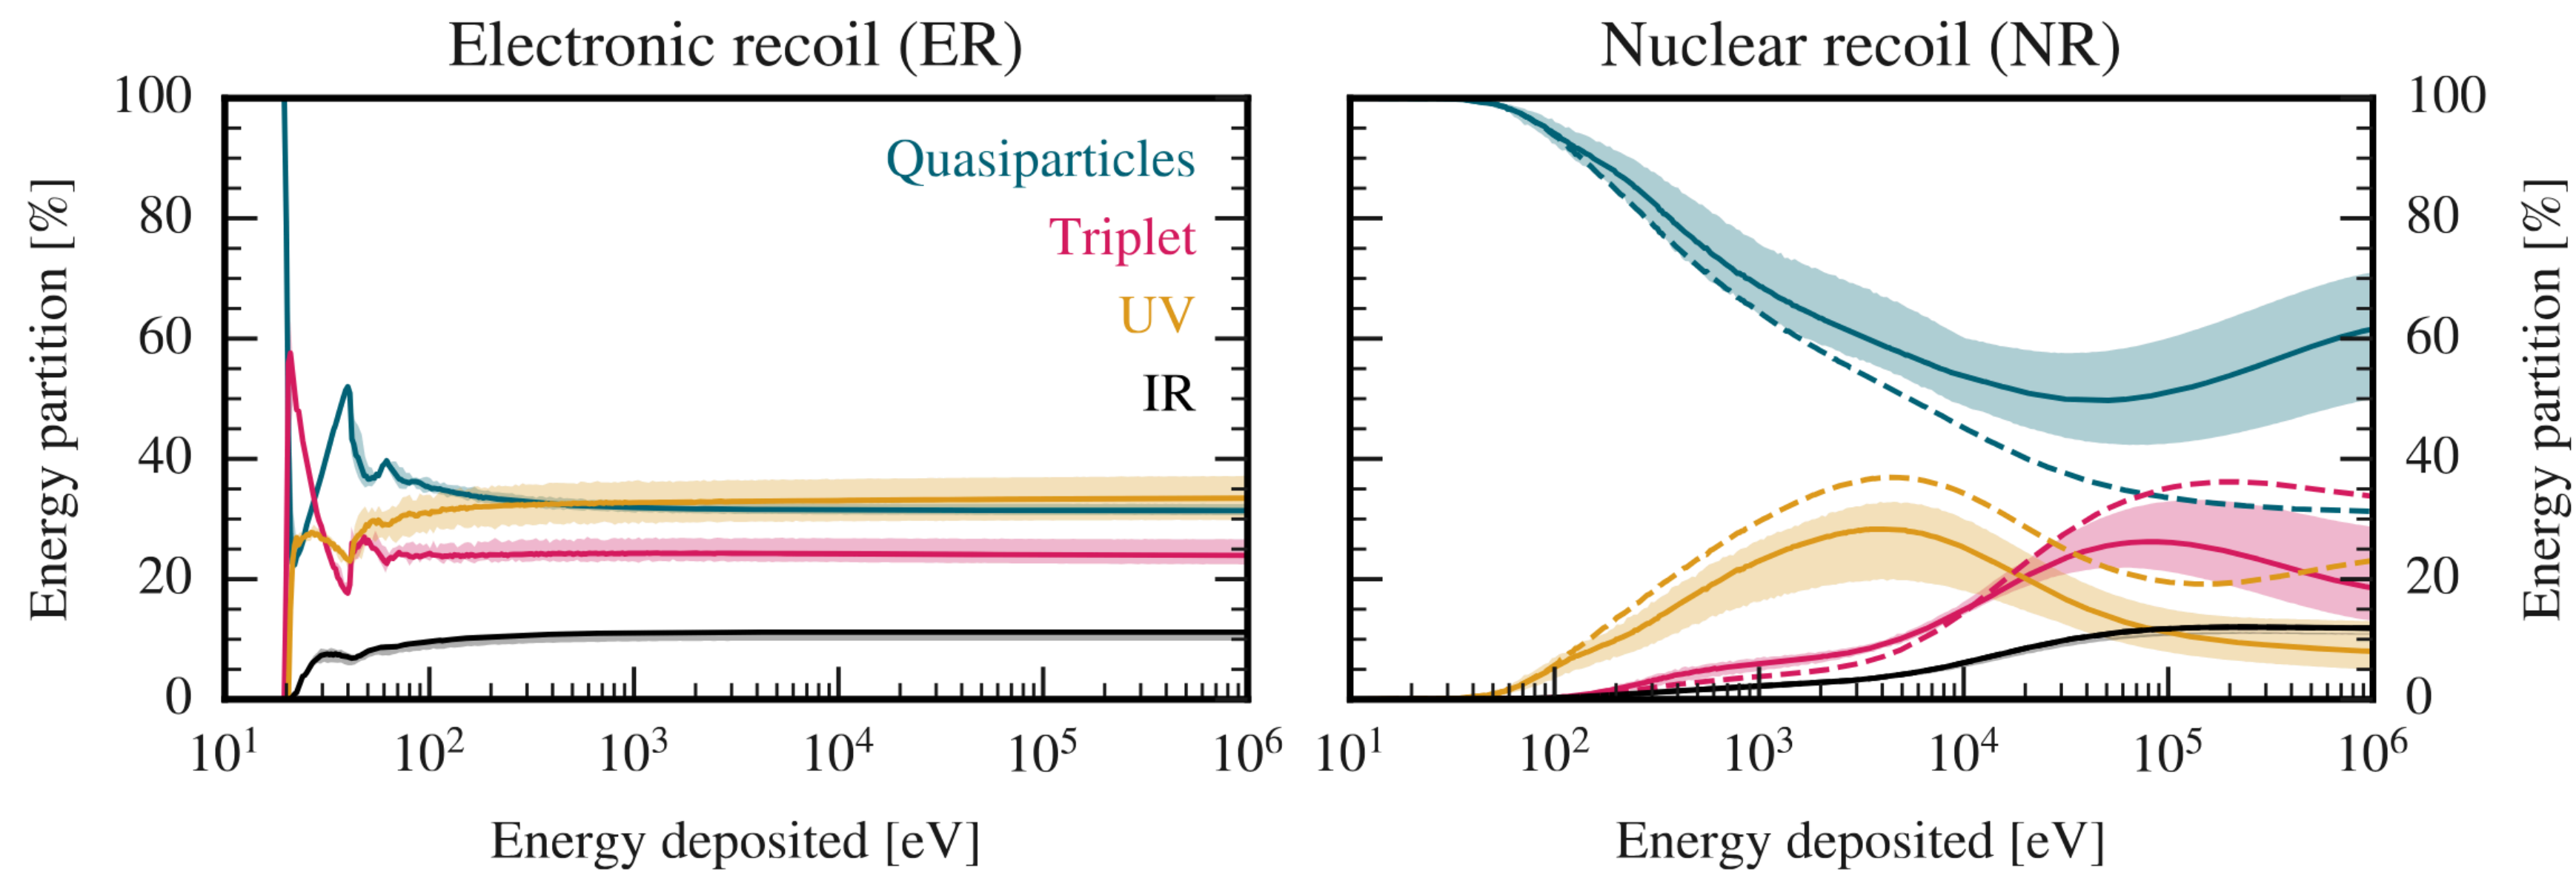 Electronic recoil (ER)
Nuclear recoil (NR)
Energy partition [%]
100
80
60
40
20
0
Quasiparticles
Triplet
UV
IR
10¹ 10² 10³ 10⁴ 10⁵ 10⁶
Energy deposited [eV]
10¹ 10² 10³ 10⁴ 10⁵ 10⁶
Energy deposited [eV]
100
80
60
40
20
0
Energy partition [%]